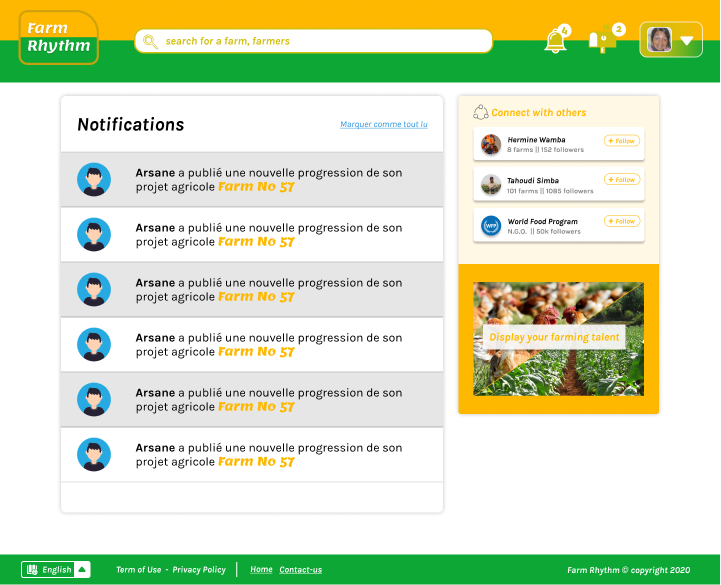 Farm
Rhythm
search for a farm, farmers
4
2
Notifications
Marquer comme tout lu
Arsane a publié une nouvelle progression de son
projet agricole Farm No 57
Arsane a publié une nouvelle progression de son
projet agricole Farm No 57
Arsane a publié une nouvelle progression de son
projet agricole Farm No 57
Arsane a publié une nouvelle progression de son
projet agricole Farm No 57
Arsane a publié une nouvelle progression de son
projet agricole Farm No 57
Arsane a publié une nouvelle progression de son
projet agricole Farm No 57
Connect with others
Hermine Wamba
8 farms || 152 followers
+ Follow
Tahoudi Simba
101 farms || 1085 followers
+ Follow
WFP
World Food Program
N.G.O. || 50k followers
+ Follow
Display your farming talent
English
Term of Use - Privacy Policy
Home
Contact-us
Farm Rhythm © copyright 2020